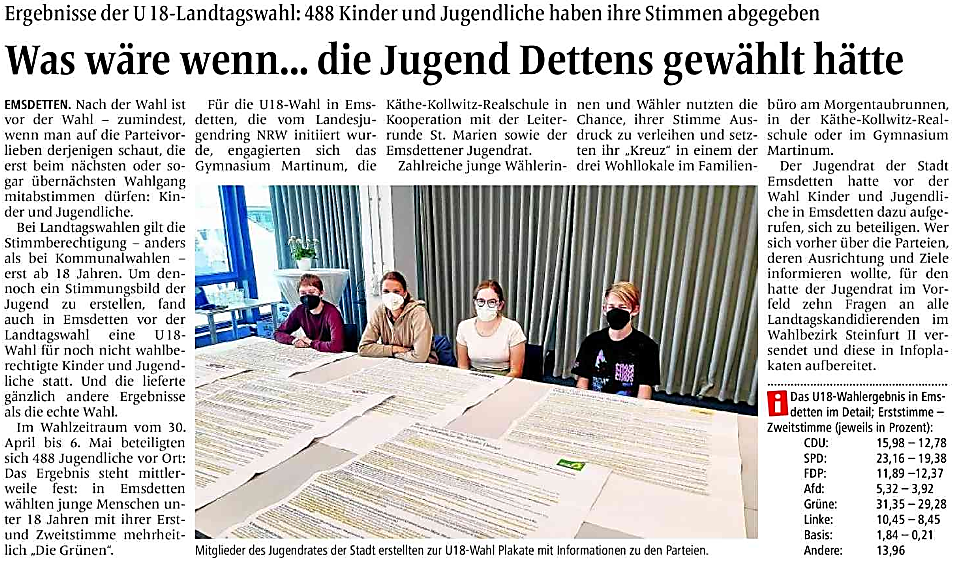 Ergebnisse der U 18-Landtagswahl: 488 Kinder und Jugendliche haben ihre Stimmen abgegeben
Was wäre wenn... die Jugend Dettens gewählt hätte
EMSDETTEN. Nach der Wahl ist
vor der Wahl – zumindest,
wenn man auf die Parteivor-
lieben derjenigen schaut, die
erst beim nächsten oder so-
gar übernächsten Wahlgang
mitabstimmen dürfen: Kin-
der und Jugendliche.
Bei Landtagswahlen gilt die
Stimmberechtigung – anders
als bei Kommunalwahlen –
erst ab 18 Jahren. Um den-
noch ein Stimmungsbild der
Jugend zu erstellen, fand
auch in Emsdetten vor der
Landtagswahl eine U 18-
Wahl für noch nicht wahlbe-
rechtigte Kinder und Jugend-
liche statt. Und die lieferte
gänzlich andere Ergebnisse
als die echte Wahl.
Im Wahlzeitraum vom 30.
April bis 6. Mai beteiligten
sich 488 Jugendliche vor Ort:
Das Ergebnis steht mittler-
weile fest: in Emsdetten
wählten junge Menschen un-
ter 18 Jahren mit ihrer Erst-
und Zweitstimme mehrheit-
lich „Die Grünen“.
Für die U18-Wahl in Ems-
detten, die vom Landesju-
gendring NRW initiiert wur-
de, engagierten sich das
Gymnasium Martinum, die
Käthe-Kollwitz-Realschule in
Kooperation mit der Leiter-
runde St. Marien sowie der
Emsdettener Jugendrat.
Zahlreiche junge Wählerin-
nen und Wähler nutzten die
Chance, ihrer Stimme Aus-
druck zu verleihen und setz-
ten ihr „Kreuz“ in einem der
drei Wohllokale im Familien-
büro am Morgentaubrunnen,
in der Käthe-Kollwitz-Real-
schule oder im Gymnasium
Martinum.
Der Jugendrat der Stadt
Emsdetten hatte vor der
Wahl Kinder und Jugendli-
che in Emsdetten dazu aufge-
rufen, sich zu beteiligen. Wer
sich vorher über die Parteien,
deren Ausrichtung und Ziele
informieren wollte, für den
hatte der Jugendrat im Vor-
feld zehn Fragen an alle
Landtagskandidierenden im
Wahlbezirk Steinfurt II ver-
sendet und diese in Infopla-
katen aufbereitet.
Mitglieder des Jugendrates der Stadt erstellten zur U18-Wahl Plakate mit Informationen zu den Parteien.
i Das U18-Wahlergebnis in Ems-
detten im Detail; Erststimme –
Zweitstimme (jeweils in Prozent):
CDU: 15,98 – 12,78
SPD: 23,16 – 19,38
FDP: 11,89 –12,37
Afd: 5,32 – 3,92
Grüne: 31,35 – 29,28
Linke: 10,45 – 8,45
Basis: 1,84 – 0,21
Andere: 13,96